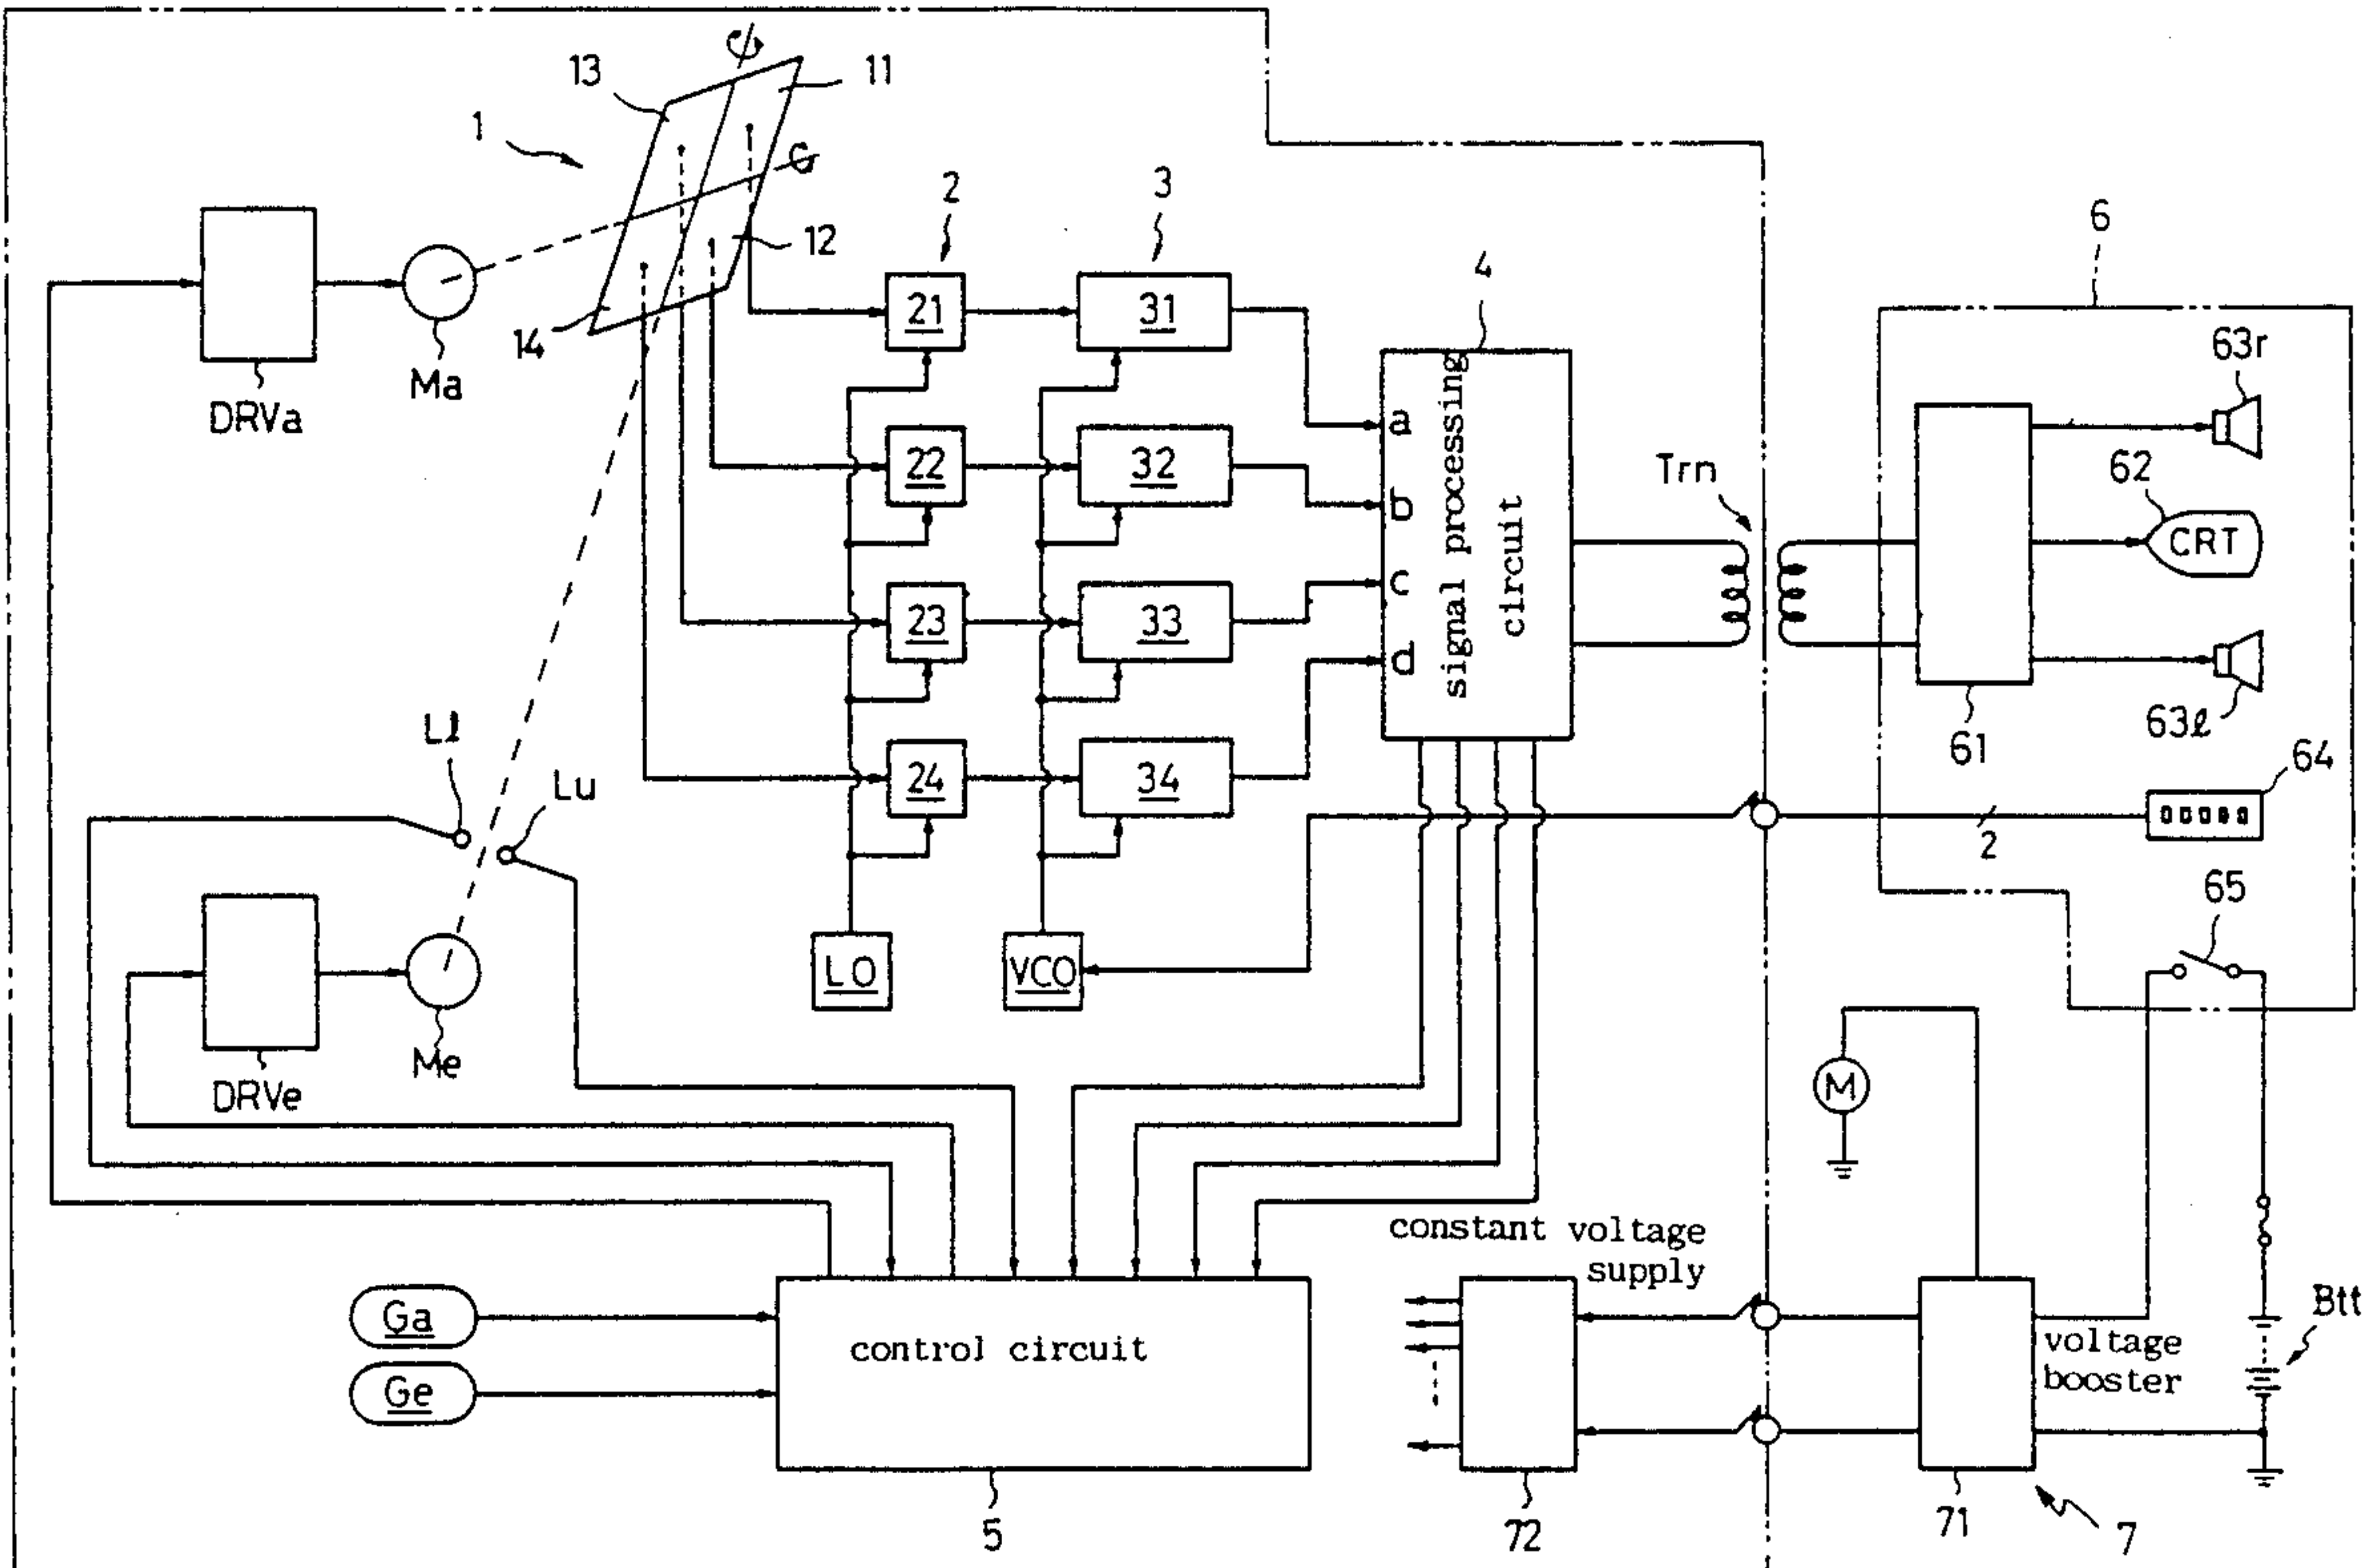 13
11
1
12
14
DRVa
Ma
2
3
21
31
22
32
23
33
24
34
4
a
b
c
d
signal processing
circuit
Trn
6
63r
62
CRT
63ℓ
61
64
2
65
Ll
Lu
DRVe
Me
LO
VCO
M
constant voltage
supply
Ga
Ge
control circuit
5
72
voltage
booster
71
7
Btt